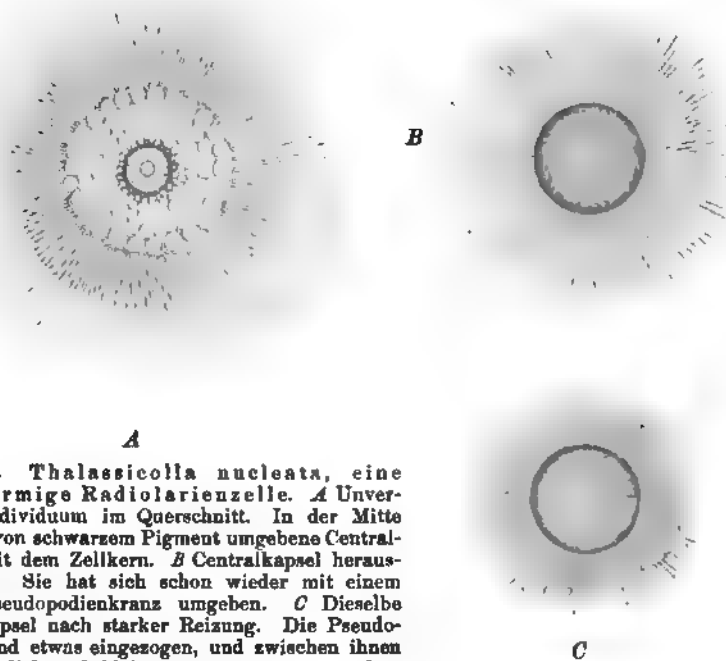 B
A
Thalassicolla nucleata, eine
rmige Radiolarienzelle. A Unver-
dividuum im Querschnitt. In der Mitte
von schwarzem Pigment umgebene Central-
it dem Zellkern. B Centralkapsel heraus-
Sie hat sich schon wieder mit einem
seudopodienkranz umgeben. C Dieselbe
psel nach starker Reizung. Die Pseudo-
nd etwas eingezogen, und zwischen ihnen
C